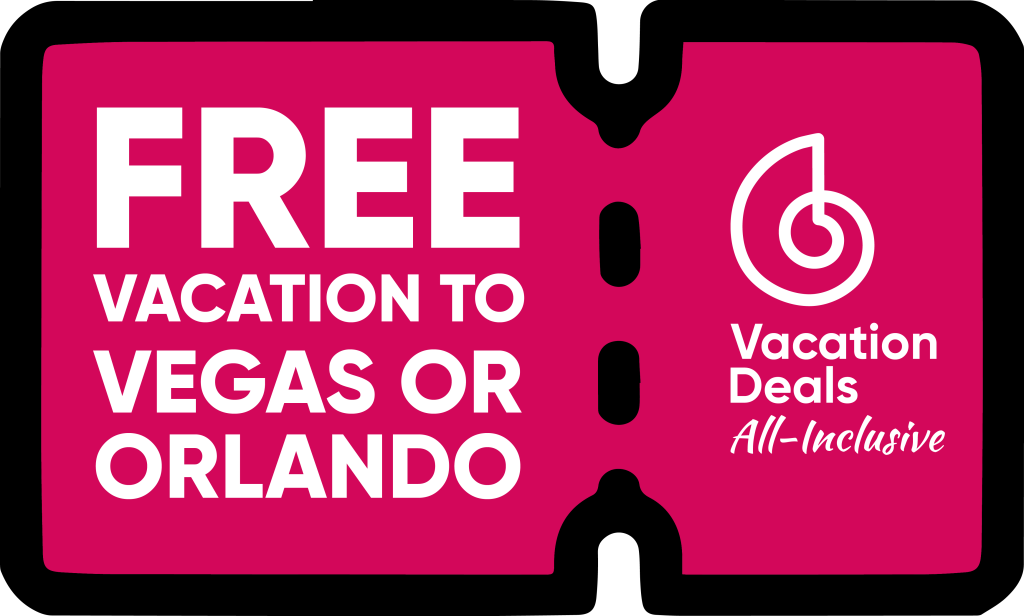 FREE
VACATION TO
VEGAS OR
ORLANDO
Vacation
Deals
All-Inclusive